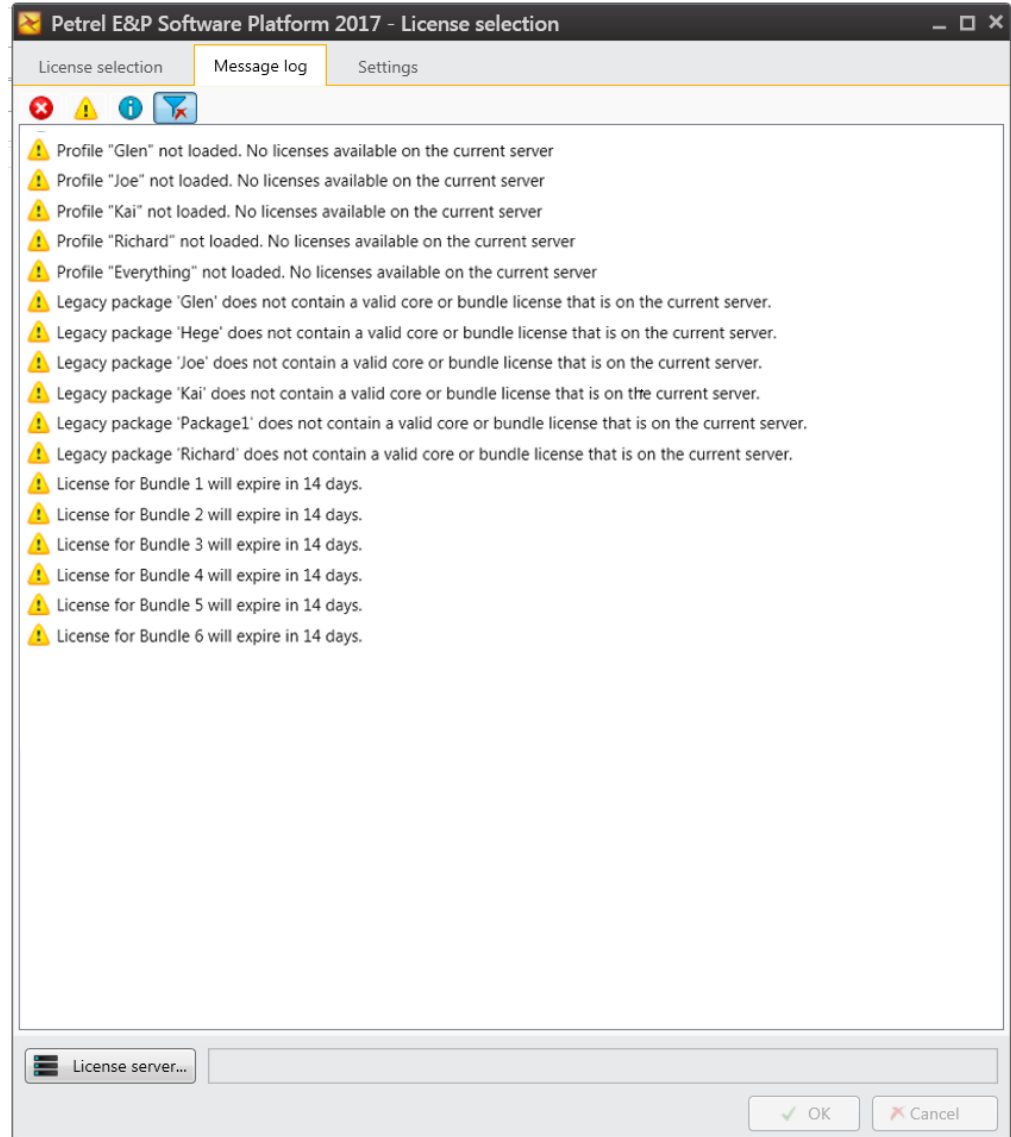 Petrel E&P Software Platform 2017 - License selection
License selection
Message log
Settings
Profile "Glen" not loaded. No licenses available on the current server
Profile "Joe" not loaded. No licenses available on the current server
Profile "Kai" not loaded. No licenses available on the current server
Profile "Richard" not loaded. No licenses available on the current server
Profile "Everything" not loaded. No licenses available on the current server
Legacy package 'Glen' does not contain a valid core or bundle license that is on the current server.
Legacy package 'Hege' does not contain a valid core or bundle license that is on the current server.
Legacy package 'Joe' does not contain a valid core or bundle license that is on the current server.
Legacy package 'Kai' does not contain a valid core or bundle license that is on the current server.
Legacy package 'Package1' does not contain a valid core or bundle license that is on the current server.
Legacy package 'Richard' does not contain a valid core or bundle license that is on the current server.
License for Bundle 1 will expire in 14 days.
License for Bundle 2 will expire in 14 days.
License for Bundle 3 will expire in 14 days.
License for Bundle 4 will expire in 14 days.
License for Bundle 5 will expire in 14 days.
License for Bundle 6 will expire in 14 days.
License server...
OK
Cancel